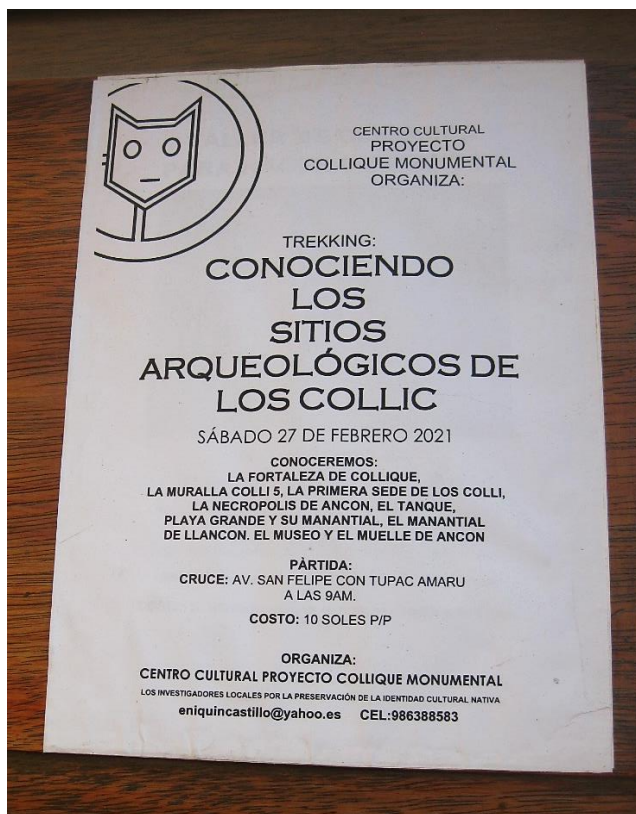 CENTRO CULTURAL
PROYECTO
COLLIQUE MONUMENTAL
ORGANIZA:
TREKKING:
CONOCIENDO
LOS
SITIOS
ARQUEOLÓGICOS DE
LOS COLLIC
SÁBADO 27 DE FEBRERO 2021
CONOCEREMOS:
LA FORTALEZA DE COLLIQUE,
LA MURALLA COLLI 5, LA PRIMERA SEDE DE LOS COLLI,
LA NECROPOLIS DE ANCON, EL TANQUE,
PLAYA GRANDE Y SU MANANTIAL, EL MANANTIAL
DE LLANCON. EL MUSEO Y EL MUELLE DE ANCON
PÀRTIDA:
CRUCE: AV. SAN FELIPE CON TUPAC AMARU
A LAS 9AM.
COSTO: 10 SOLES P/P
ORGANIZA:
CENTRO CULTURAL PROYECTO COLLIQUE MONUMENTAL
LOS INVESTIGADORES LOCALES POR LA PRESERVACIÓN DE LA IDENTIDAD CULTURAL NATIVA
eniquincastillo@yahoo.es CEL:986388583